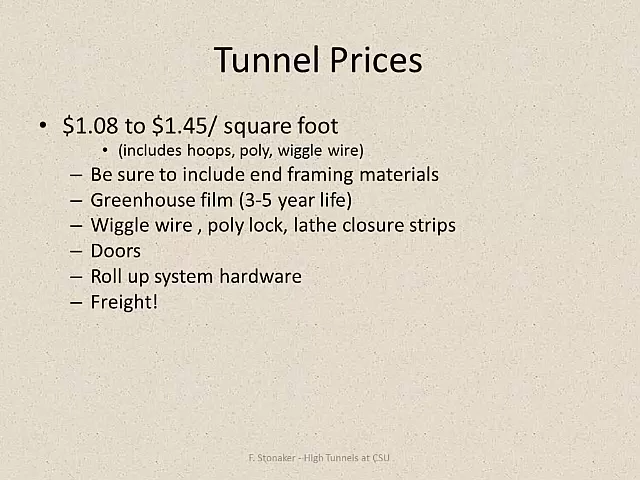 Tunnel Prices
• $1.08 to $1.45/ square foot
• (includes hoops, poly, wiggle wire)
– Be sure to include end framing materials
– Greenhouse film (3-5 year life)
– Wiggle wire , poly lock, lathe closure strips
– Doors
– Roll up system hardware
– Freight!
F. Stonaker - High Tunnels at CSU